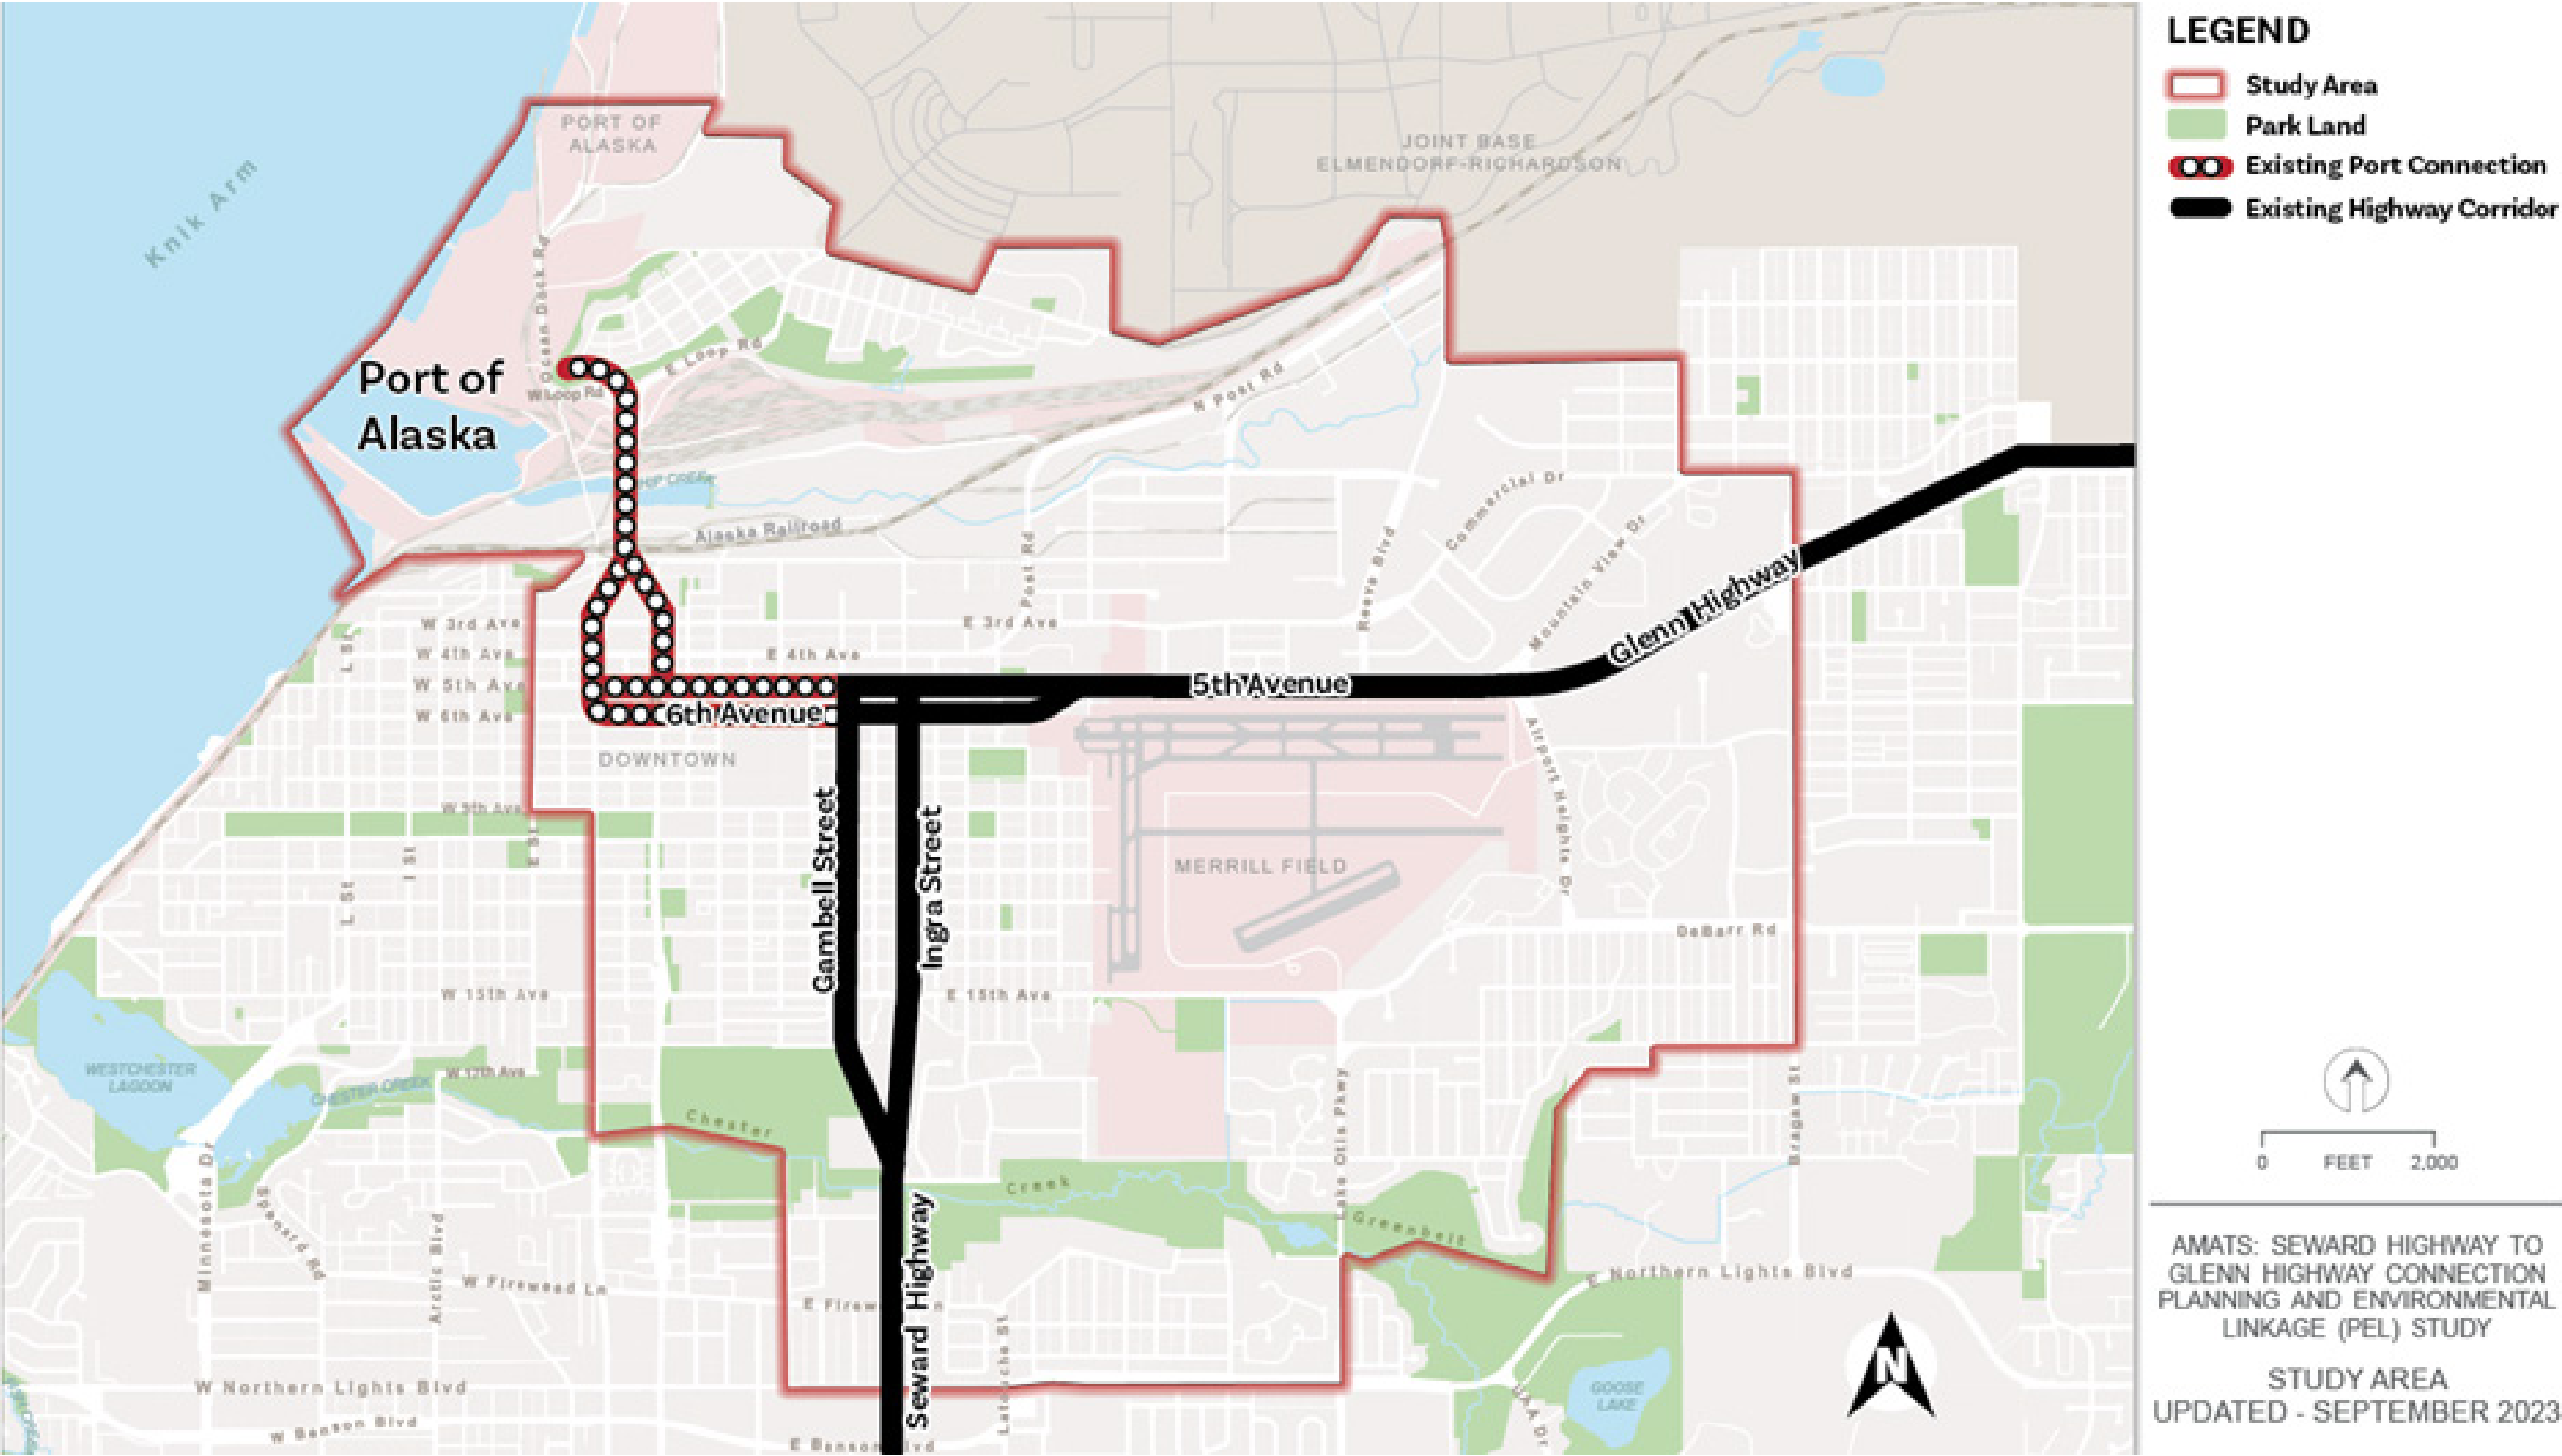 LEGEND
Study Area
Park Land
Existing Port Connection
Existing Highway Corridor
PORT OF
ALASKA
JOINT BASE
ELMENDORF-RICHARDSON
Knik Arm
Ocean Dock Rd
E Loop Rd
W Loop Rd
Port of
Alaska
N Post Rd
Commercial Dr
Alaska Railroad
Mountain View Dr
Reeve Blvd
Post Rd
Glenn Highway
W 3rd Ave
E 3rd Ave
L St
W 4th Ave
E 4th Ave
W 5th Ave
5th Avenue
W 6th Ave
6th Avenue
Airport Heights Dr
DOWNTOWN
W 9th Ave
E St
I St
L St
Gambell Street
Ingra Street
MERRILL FIELD
DeBarr Rd
W 15th Ave
E 15th Ave
WESTCHESTER
LAGOON
CHESTER CREEK
W 17th Ave
Chester
Creek
Greenbelt
Lake Otis Pkwy
Bragaw St
Minnesota Dr
Spenard Rd
Arctic Blvd
W Fireweed Ln
Seward Highway
Latouche St
E Northern Lights Blvd
W Northern Lights Blvd
W Benson Blvd
UAA Dr
GOOSE
LAKE
N
0 FEET 2,000
AMATS: SEWARD HIGHWAY TO
GLENN HIGHWAY CONNECTION
PLANNING AND ENVIRONMENTAL
LINKAGE (PEL) STUDY
STUDY AREA
UPDATED - SEPTEMBER 2023